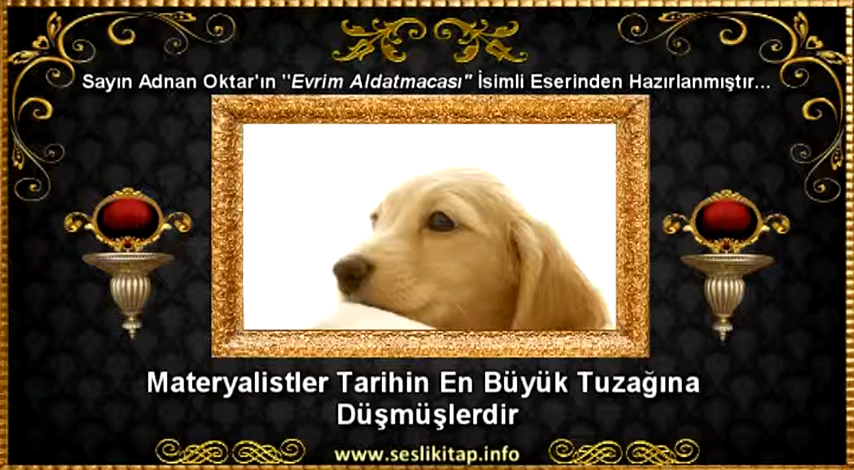 Sayın Adnan Oktar'ın "Evrim Aldatmacası" İsimli Eserinden Hazırlanmıştır...
Materyalistler Tarihin En Büyük Tuzağına
Düşmüşlerdir
www.seslikitap.info